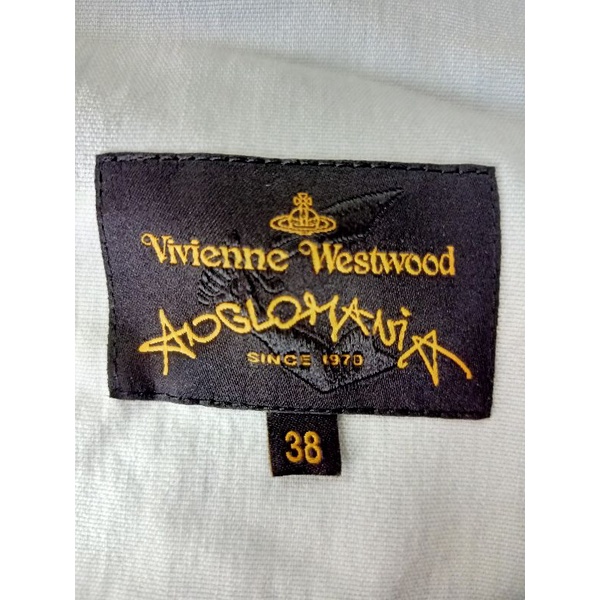 Vivienne Westwood
ANGLOMANiA
SINCE 1970
38